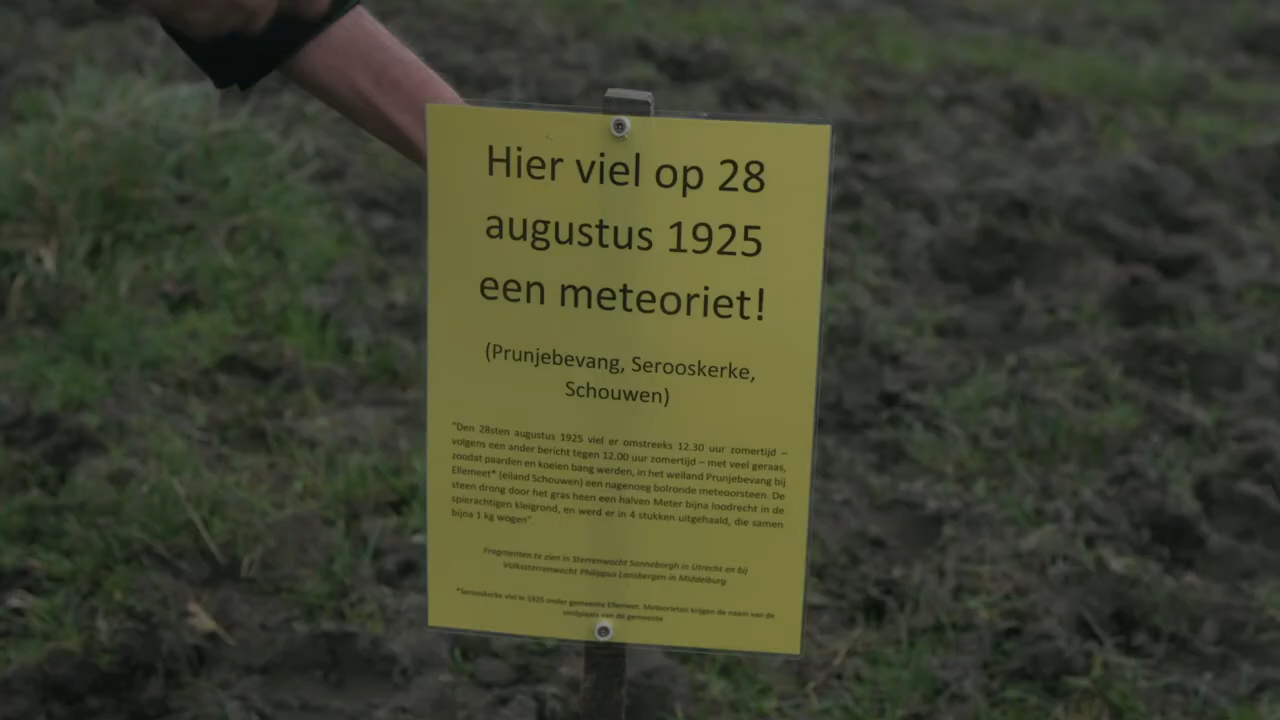 Hier viel op 28
augustus 1925
een meteoriet!
(Prunjebevang, Serooskerke,
Schouwen)
"Den 28sten augustus 1925 viel er omstreeks 12.30 uur zomertijd –
volgens een ander bericht tegen 12.00 uur zomertijd – met veel geraas,
zoodat paarden en koeien bang werden, in het weiland Prunjebevang bij
Ellemeet* (eiland Schouwen) een nagenoeg bolronde meteoorsteen. De
steen drong door het gras heen een halven Meter bijna loodrecht in de
spierachtigen kleigrond, en werd er in 4 stukken uitgehaald, die samen
bijna 1 kg wogen".
Fragmenten te zien in Sterrenwacht Sonneborgh in Utrecht en bij
Volkssterrenwacht Philippus Lansbergen in Middelburg
*Serooskerke viel in 1925 onder gemeente Ellemeet. Meteorieten krijgen de naam van de
vindplaats van de gemeente